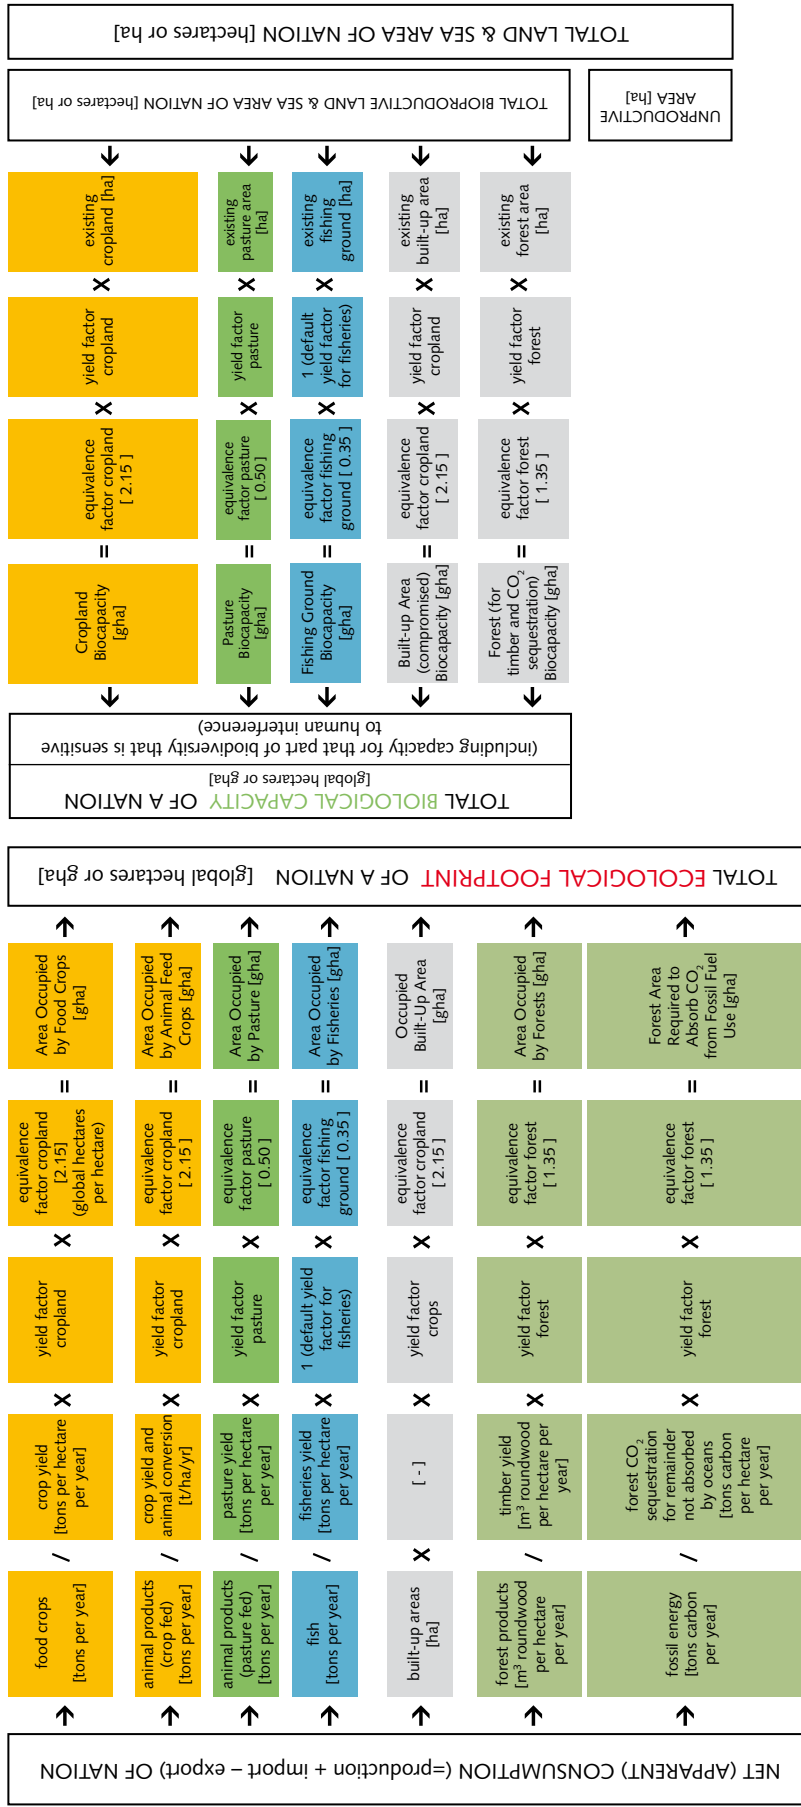 NET (APPARENT) CONSUMPTION (=production + import – export) OF NATION
food crops
[tons per year]
/
crop yield
[tons per hectare
per year]
X
yield factor
cropland
X
equivalence
factor cropland
[2.15]
(global hectares
per hectare)
=
Area Occupied
by Food Crops
[gha]
animal products
(crop fed)
[tons per year]
/
crop yield and
animal conversion
[t/ha/yr]
X
yield factor
cropland
X
equivalence
factor cropland
[ 2.15 ]
=
Area Occupied
by Animal Feed
Crops [gha]
animal products
(pasture fed)
[tons per year]
/
pasture yield
[tons per hectare
per year]
X
yield factor
pasture
X
equivalence
factor pasture
[ 0.50 ]
=
Area Occupied
by Pasture [gha]
fish
[tons per year]
/
fisheries yield
[tons per hectare
per year]
X
1 (default yield
factor for
fisheries)
X
equivalence
factor fishing
ground [ 0.35 ]
=
Area Occupied
by Fisheries [gha]
built-up areas
[ha]
X
[ - ]
X
yield factor
crops
X
equivalence
factor cropland
[ 2.15 ]
=
Occupied
Built-Up Area
[gha]
forest products
[m³ roundwood
per hectare
per year]
/
timber yield
[m³ roundwood
per hectare per
year]
X
yield factor
forest
X
equivalence
factor forest
[ 1.35 ]
=
Area Occupied
by Forests [gha]
fossil energy
[tons carbon
per year]
/
forest CO₂
sequestration
for remainder
not absorbed
by oceans
[tons carbon
per hectare
per year]
X
yield factor
forest
X
equivalence
factor forest
[ 1.35 ]
=
Forest Area
Required to
Absorb CO₂
from Fossil Fuel
Use [gha]
TOTAL ECOLOGICAL FOOTPRINT OF A NATION [global hectares or gha]
TOTAL BIOLOGICAL CAPACITY OF A NATION
[global hectares or gha]
(including capacity for that part of biodiversity that is sensitive
to human interference)
Cropland
Biocapacity
[gha]
=
equivalence
factor cropland
[ 2.15 ]
X
yield factor
cropland
X
existing
cropland [ha]
Pasture
Biocapacity
[gha]
=
equivalence
factor pasture
[ 0.50 ]
X
yield factor
pasture
X
existing
pasture area
[ha]
Fishing Ground
Biocapacity
[gha]
=
equivalence
factor fishing
ground [ 0.35 ]
X
1 (default
yield factor
for fisheries)
X
existing
fishing
ground [ha]
Built-up Area
(compromised)
Biocapacity [gha]
=
equivalence
factor cropland
[ 2.15 ]
X
yield factor
cropland
X
existing
built-up area
[ha]
Forest (for
timber and CO₂
sequestration)
Biocapacity [gha]
=
equivalence
factor forest
[ 1.35 ]
X
yield factor
forest
X
existing
forest area
[ha]
TOTAL BIOPRODUCTIVE LAND & SEA AREA OF NATION [hectares or ha]
UNPRODUCTIVE
AREA [ha]
TOTAL LAND & SEA AREA OF NATION [hectares or ha]